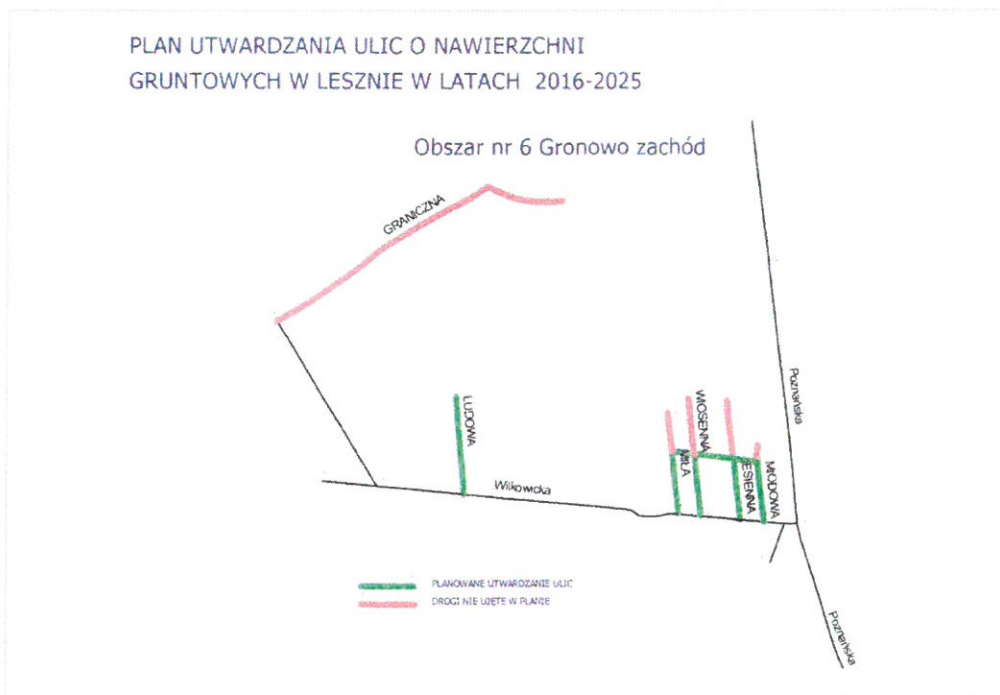 PLAN UTWARDZANIA ULIC O NAWIERZCHNI
GRUNTOWYCH W LESZNIE W LATACH 2016-2025
Obszar nr 6 Gronowo zachód
GRANICZNA
Poznańska
LUDOWA
WIOSENNA
MIŁA
JESIENNA
MIODOWA
Wilkowicka
PLANOWANE UTWARDZANIE ULIC
DROGI NIE UJĘTE W PLANIE
Poznańska